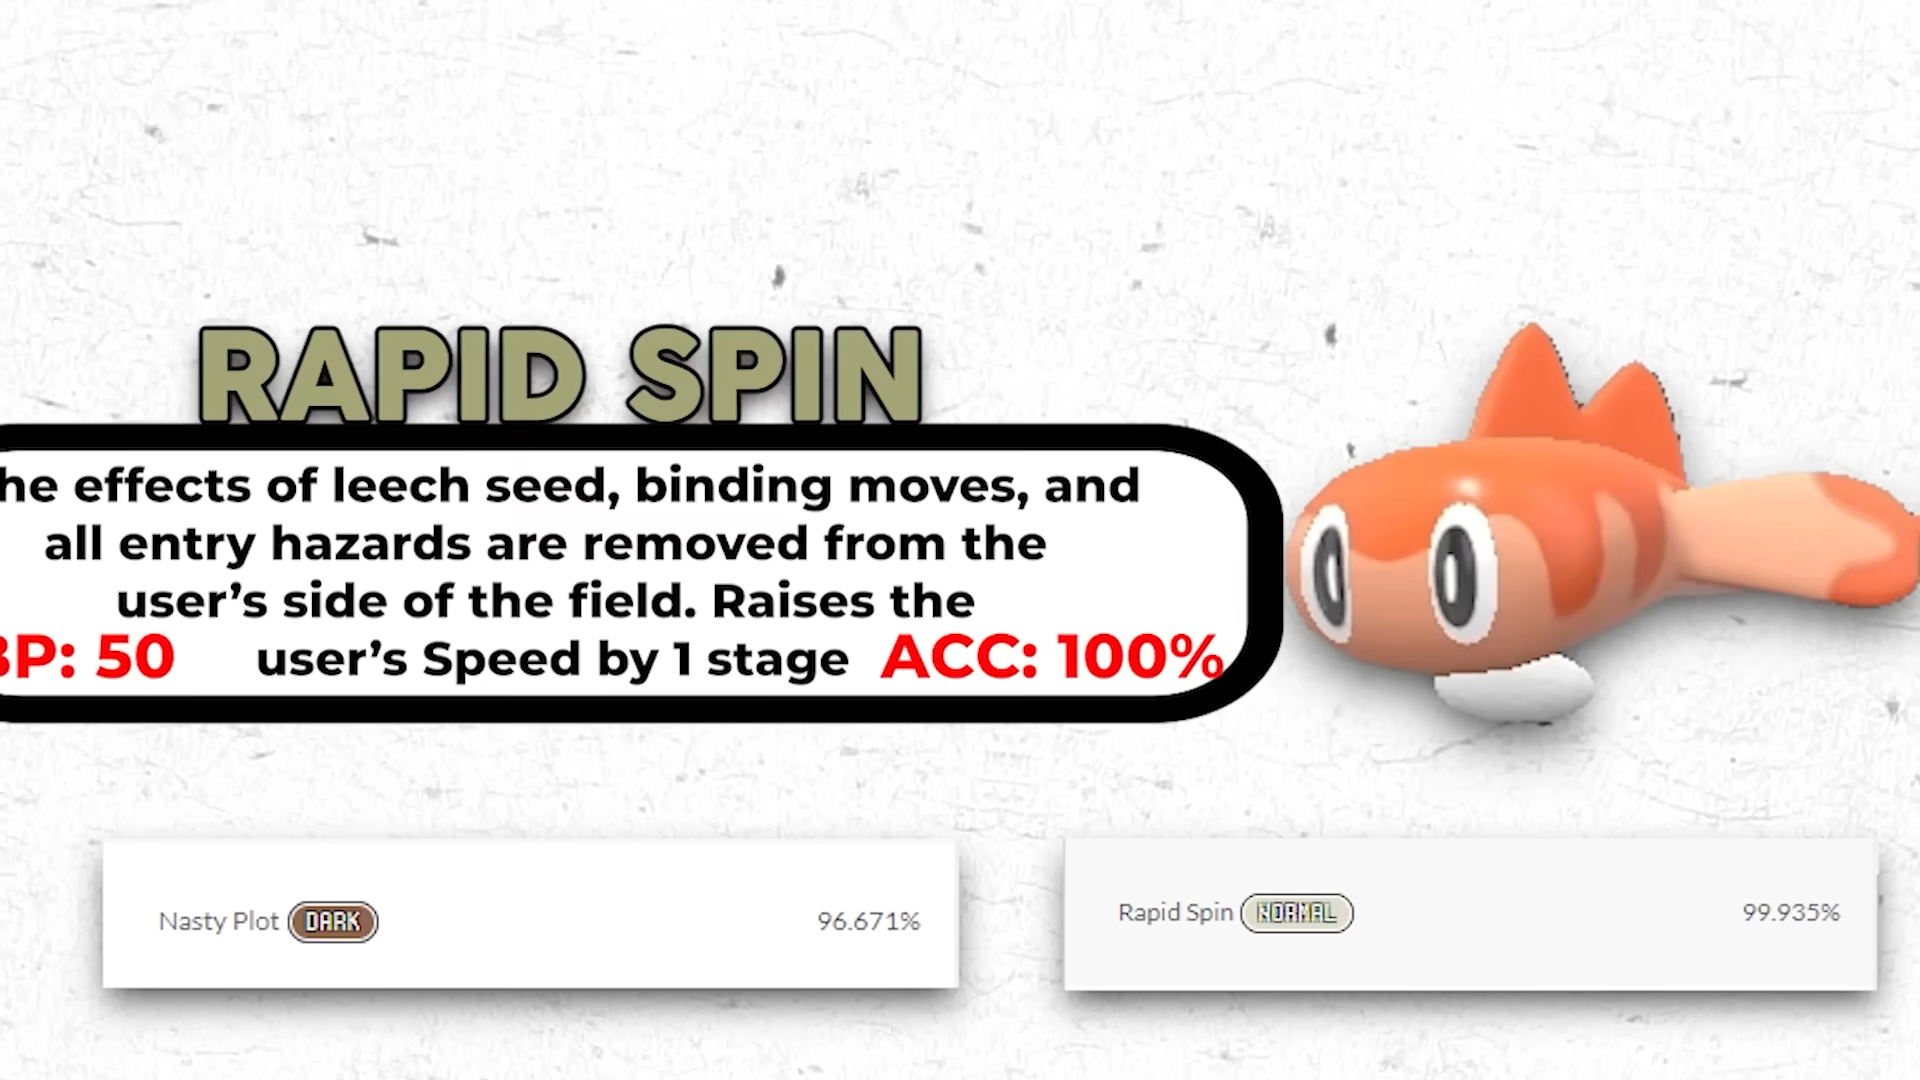 RAPID SPIN
he effects of leech seed, binding moves, and
all entry hazards are removed from the
user's side of the field. Raises the
BP: 50 user's Speed by 1 stage ACC: 100%
Nasty Plot DARK 96.671%
Rapid Spin NORMAL 99.935%